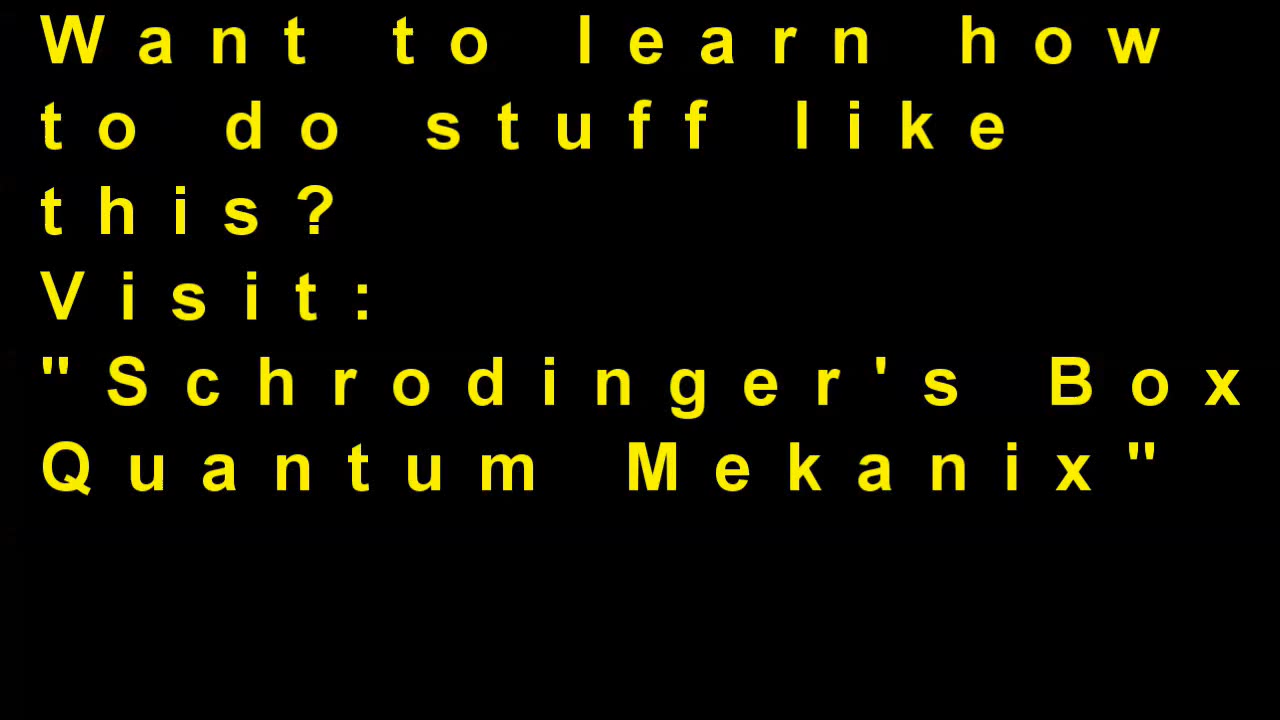 Want to learn how
to do stuff like
this?
Visit:
"Schrodinger's Box
Quantum Mekanix"